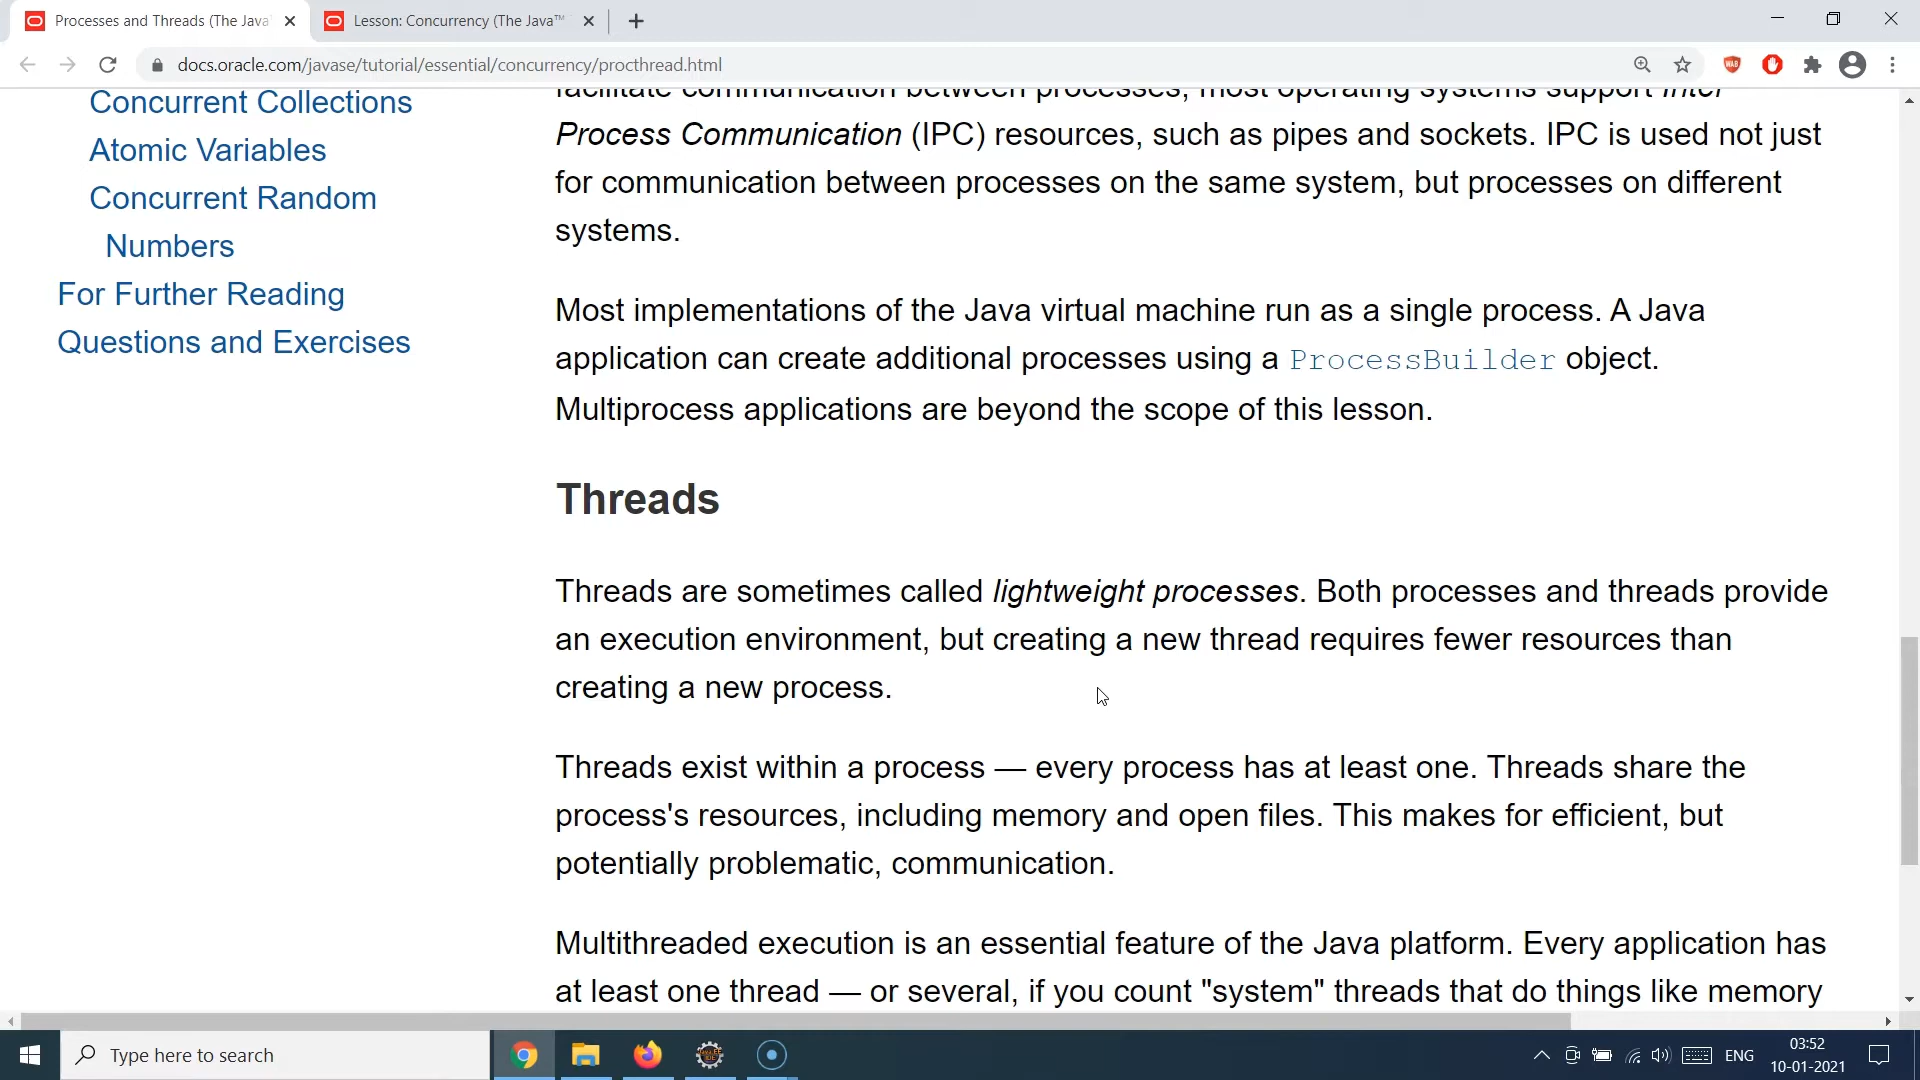 Processes and Threads (The Java
Lesson: Concurrency (The Java™
docs.oracle.com/javase/tutorial/essential/concurrency/procthread.html
Concurrent Collections
Atomic Variables
Concurrent Random
Numbers
For Further Reading
Questions and Exercises
facilitate communication between processes, most operating systems support Inter
Process Communication (IPC) resources, such as pipes and sockets. IPC is used not just
for communication between processes on the same system, but processes on different
systems.
Most implementations of the Java virtual machine run as a single process. A Java
application can create additional processes using a ProcessBuilder object.
Multiprocess applications are beyond the scope of this lesson.
Threads
Threads are sometimes called lightweight processes. Both processes and threads provide
an execution environment, but creating a new thread requires fewer resources than
creating a new process.
Threads exist within a process — every process has at least one. Threads share the
process's resources, including memory and open files. This makes for efficient, but
potentially problematic, communication.
Multithreaded execution is an essential feature of the Java platform. Every application has
at least one thread — or several, if you count "system" threads that do things like memory
Type here to search
ENG
03:52
10-01-2021